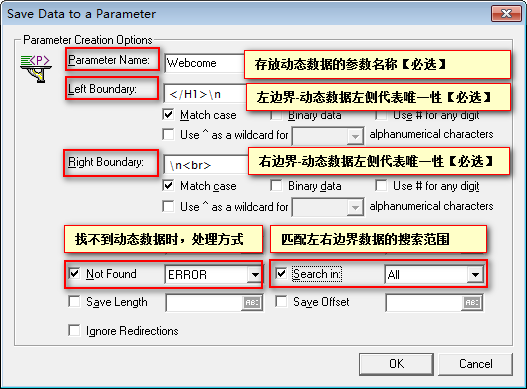 Save Data to a Parameter
Parameter Creation Options
Parameter Name: Webcome 存放动态数据的参数名称【必选】
Left Boundary: </H1>\n 左边界-动态数据左侧代表唯一性【必选】
Match case Binary data Use # for any digit
Use ^ as a wildcard for alphanumerical characters
Right Boundary: \n<br> 右边界-动态数据左侧代表唯一性【必选】
Match case Binary data Use # for any digit
Use ^ as a wildcard for alphanumerical characters
找不到动态数据时，处理方式 匹配左右边界数据的搜索范围
Not Found ERROR Search in: All
Save Length ABC Save Offset ABC
Ignore Redirections
OK Cancel